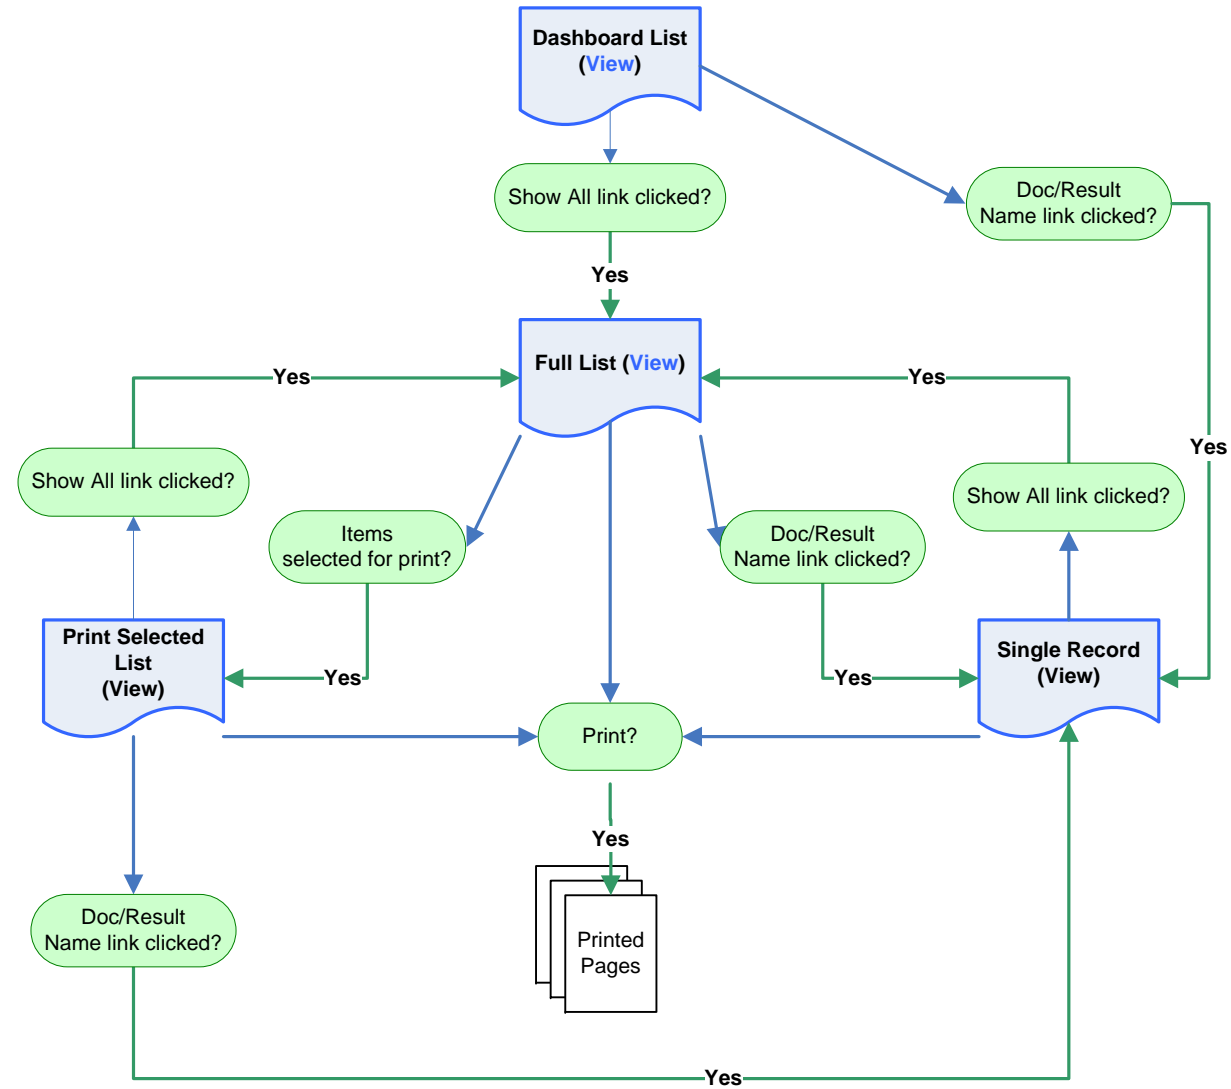 Dashboard List
(View)
Show All link clicked?
Doc/Result
Name link clicked?
Yes
Full List (View)
Yes
Yes
Yes
Show All link clicked?
Show All link clicked?
Items
selected for print?
Doc/Result
Name link clicked?
Print Selected
List
(View)
Single Record
(View)
Yes
Yes
Print?
Yes
Doc/Result
Name link clicked?
Printed
Pages
Yes